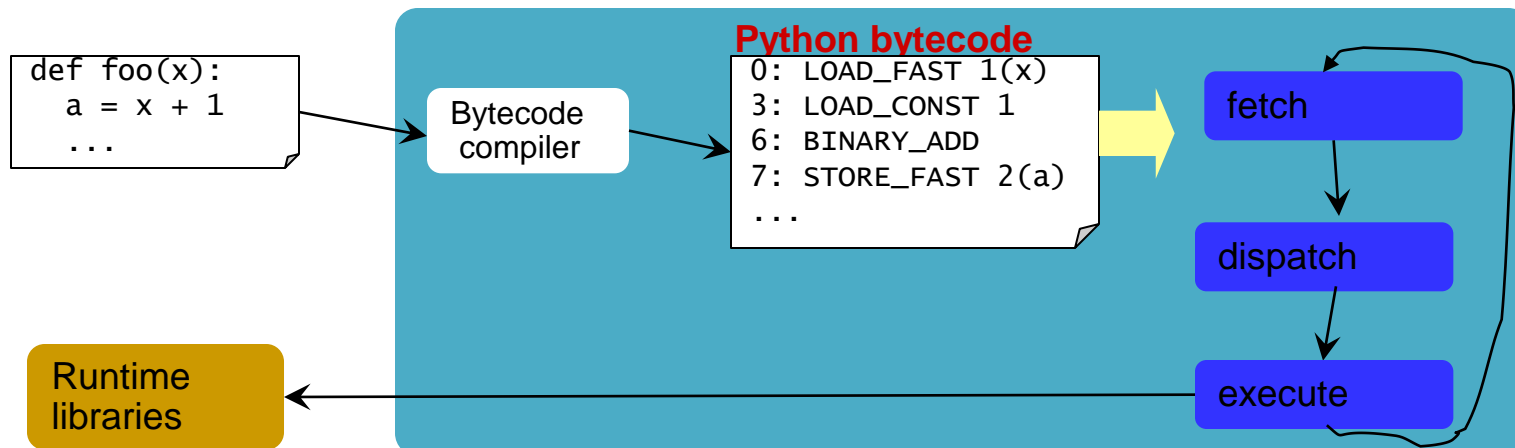 def foo(x):
  a = x + 1
  ...
Bytecode
compiler
Python bytecode
0: LOAD_FAST 1(x)
3: LOAD_CONST 1
6: BINARY_ADD
7: STORE_FAST 2(a)
...
fetch
dispatch
execute
Runtime
libraries